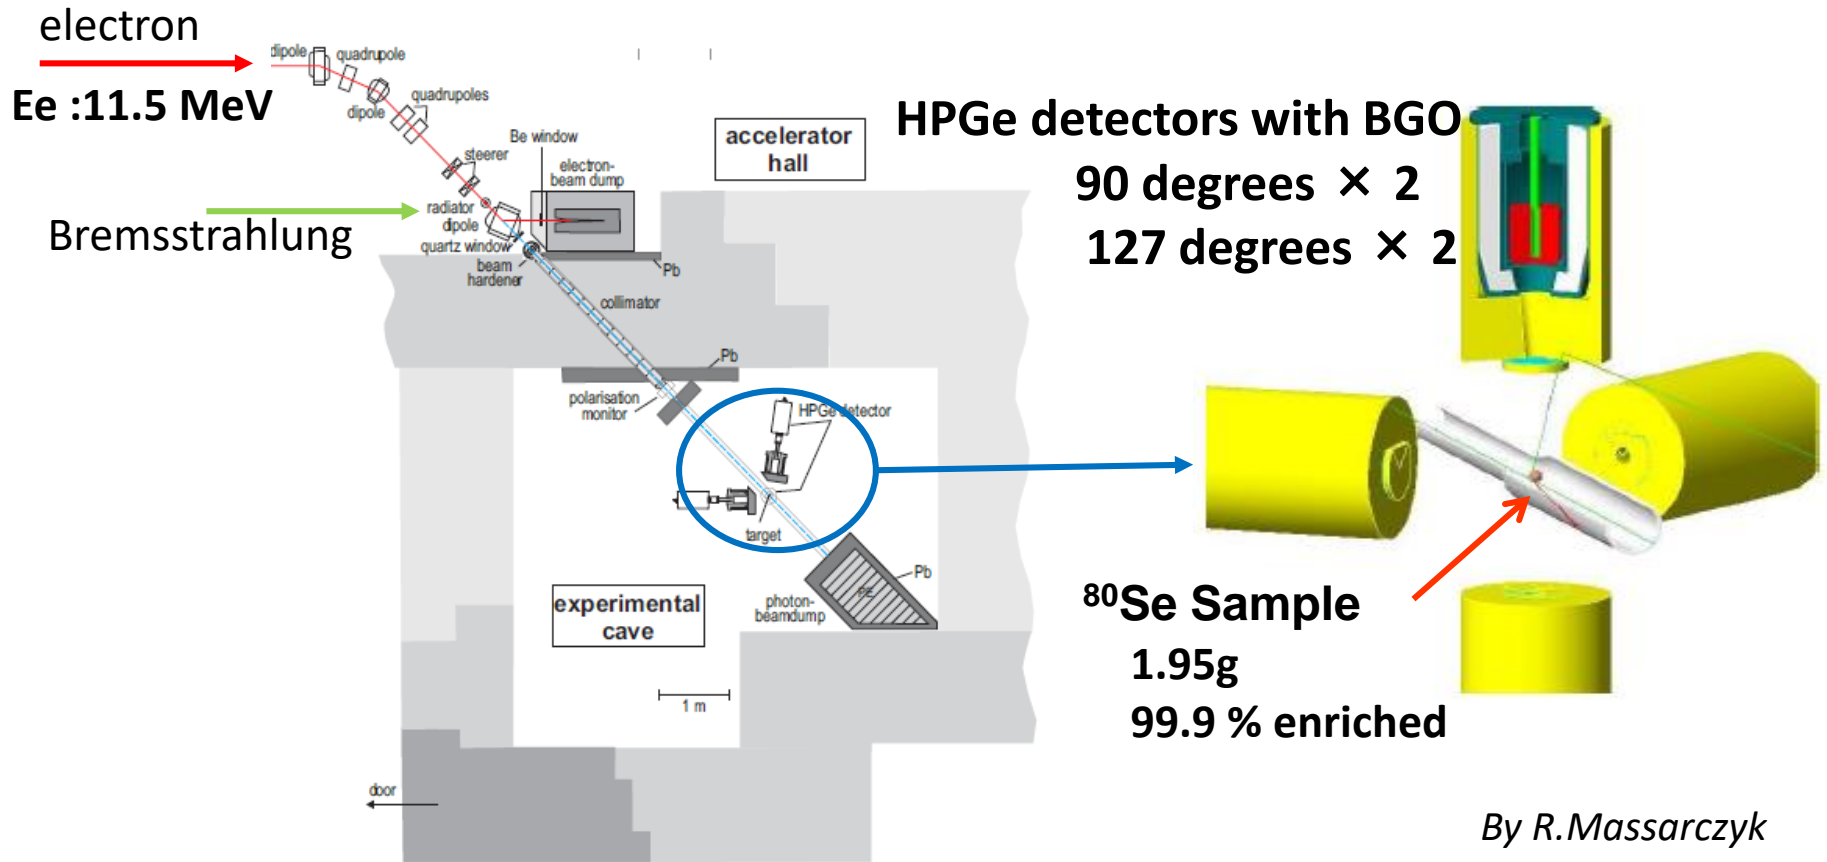 electron
Ee :11.5 MeV
Bremsstrahlung
dipole
quadrupole
dipole
quadrupoles
Be window
steerer
electron-
beam dump
radiator
dipole
quartz window
beam
hardener
Pb
collimator
accelerator
hall
Pb
polarisation
monitor
HPGe detector
target
Pb
PE
photon-
beamdump
experimental
cave
1 m
door
HPGe detectors with BGO
90 degrees × 2
127 degrees × 2
⁸⁰Se Sample
1.95g
99.9 % enriched
By R.Massarczyk